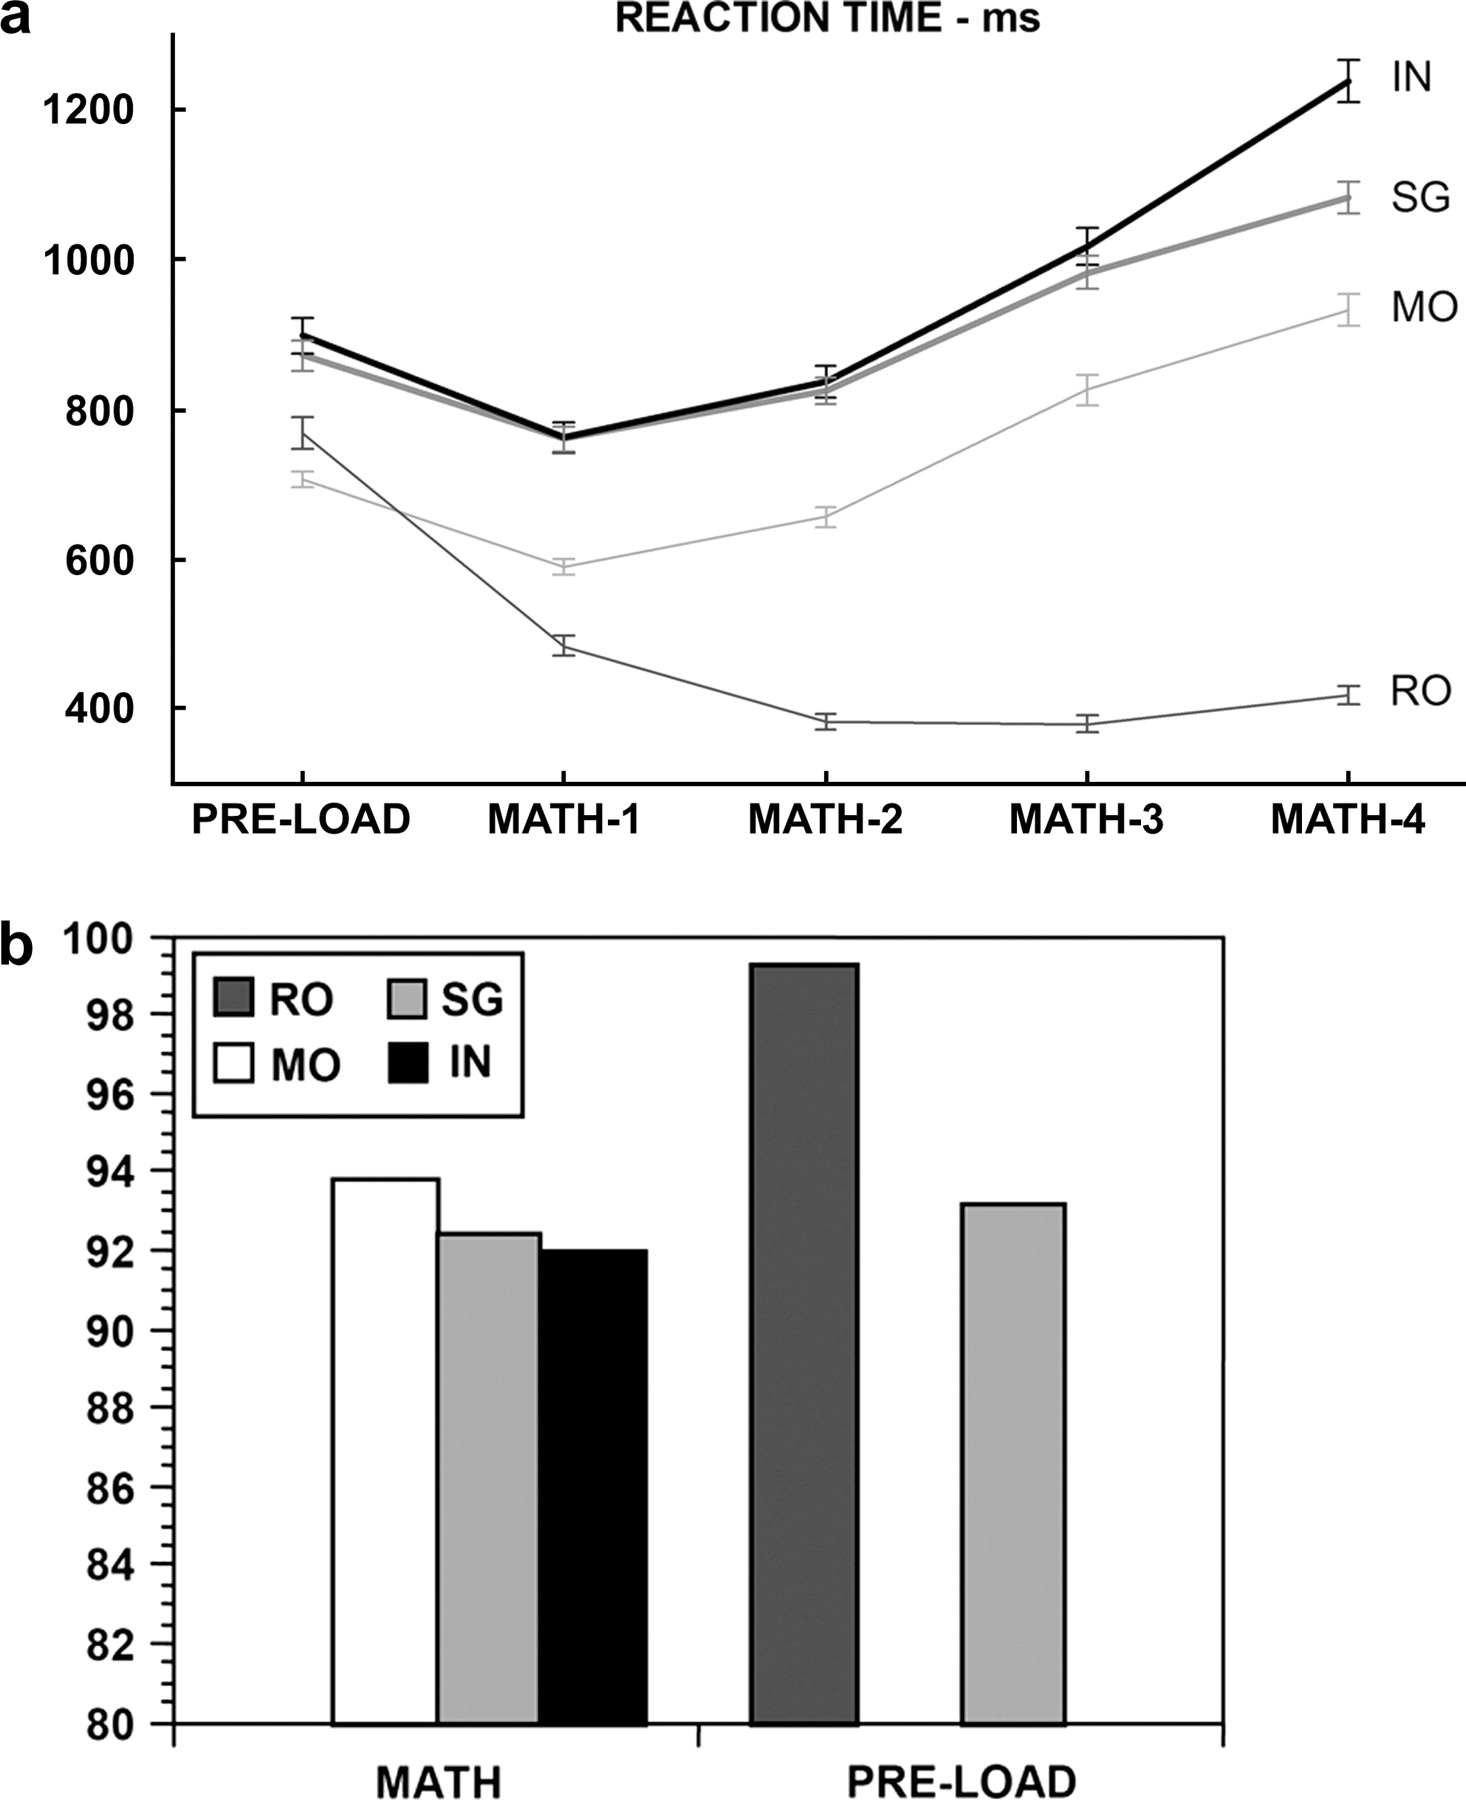 a
REACTION TIME - ms
1200
1000
800
600
400
IN
SG
MO
RO
PRE-LOAD MATH-1 MATH-2 MATH-3 MATH-4
b
100
98
96
94
92
90
88
86
84
82
80
RO SG
MO IN
MATH PRE-LOAD